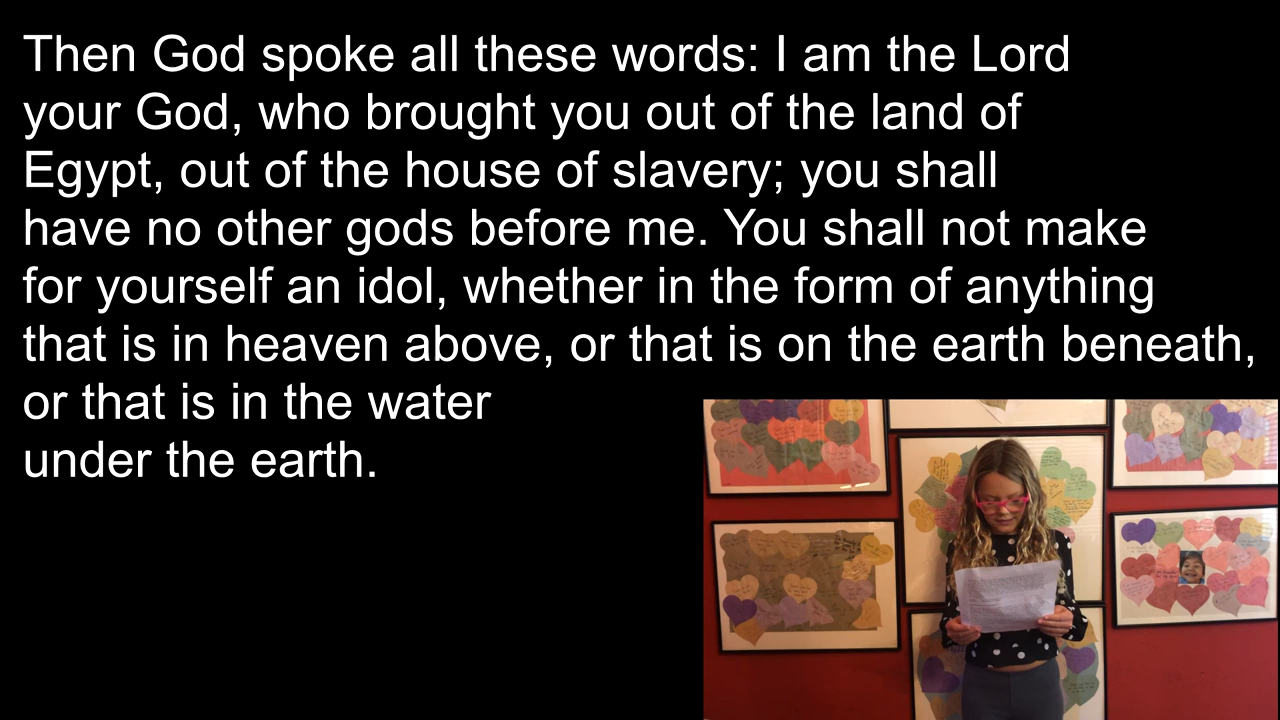 Then God spoke all these words: I am the Lord
your God, who brought you out of the land of
Egypt, out of the house of slavery; you shall
have no other gods before me. You shall not make
for yourself an idol, whether in the form of anything
that is in heaven above, or that is on the earth beneath,
or that is in the water
under the earth.